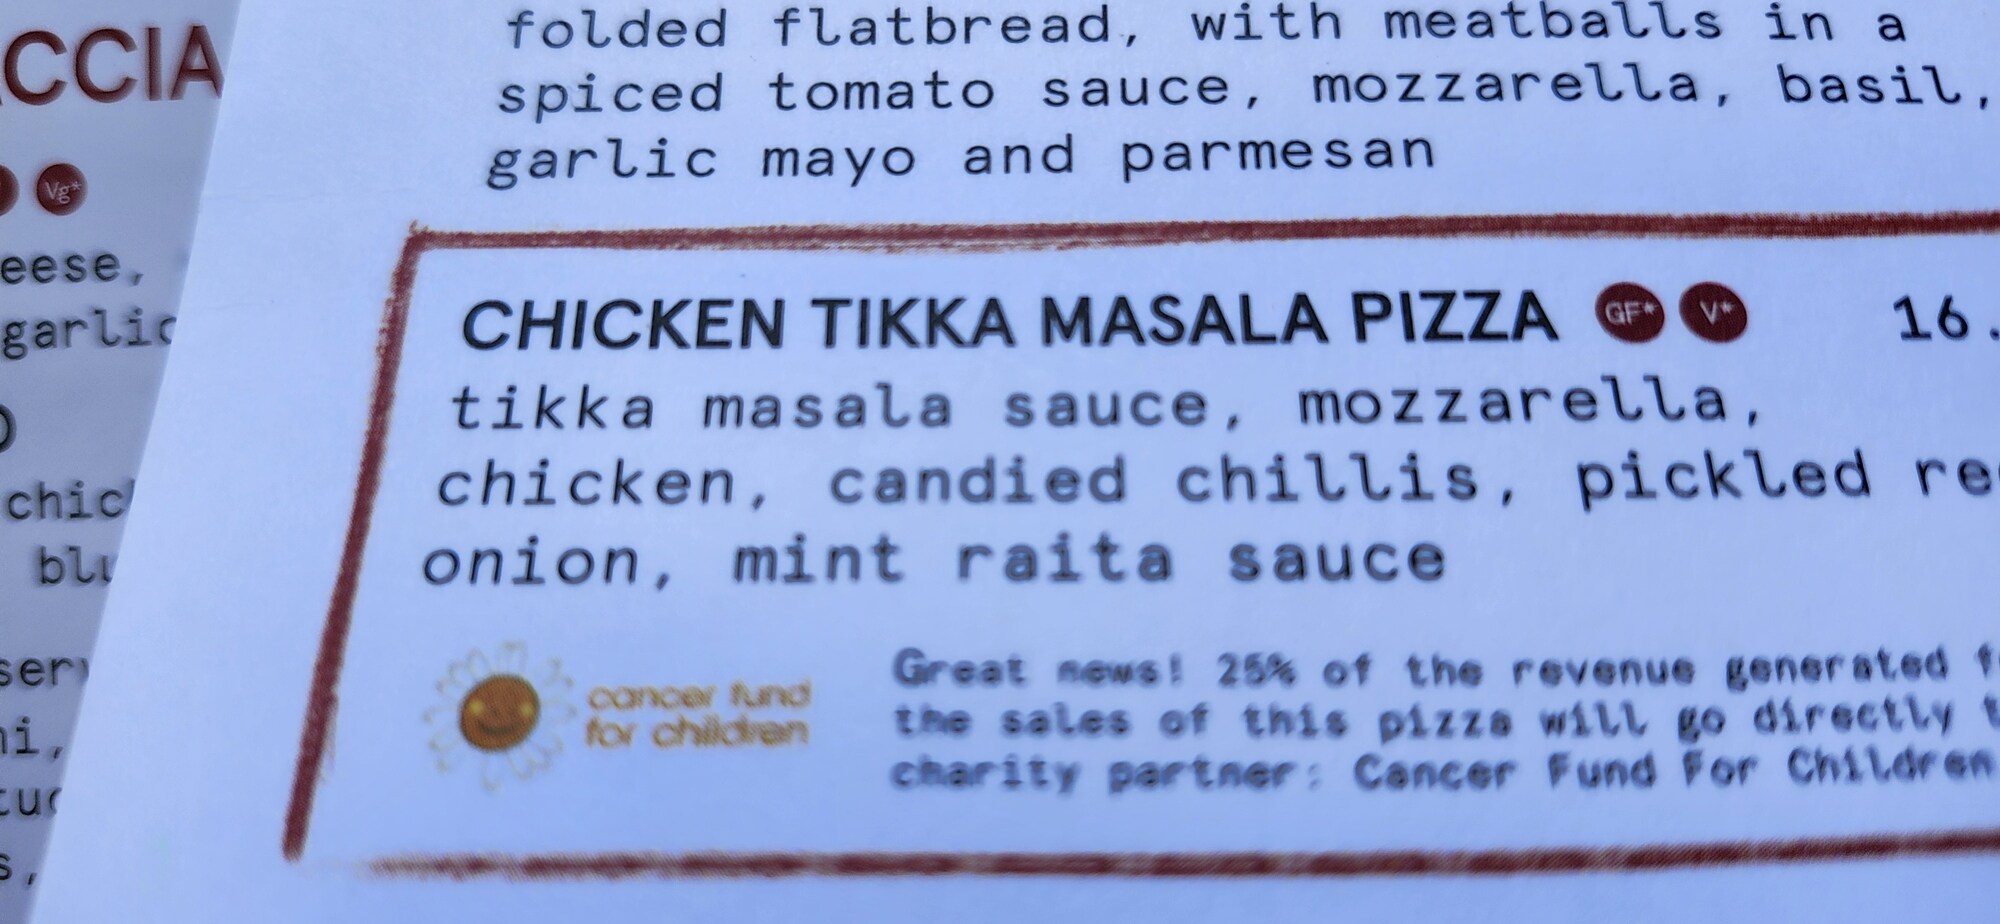 CCIA
Vg*
eese,
garlic
chic
blu
ser
folded flatbread, with meatballs in a
spiced tomato sauce, mozzarella, basil,
garlic mayo and parmesan
CHICKEN TIKKA MASALA PIZZA GF* V* 16.
tikka masala sauce, mozzarella,
chicken, candied chillis, pickled re
onion, mint raita sauce
cancer fund
for children
Great news! 25% of the revenue generated f
the sales of this pizza will go directly t
charity partner: Cancer Fund For Children